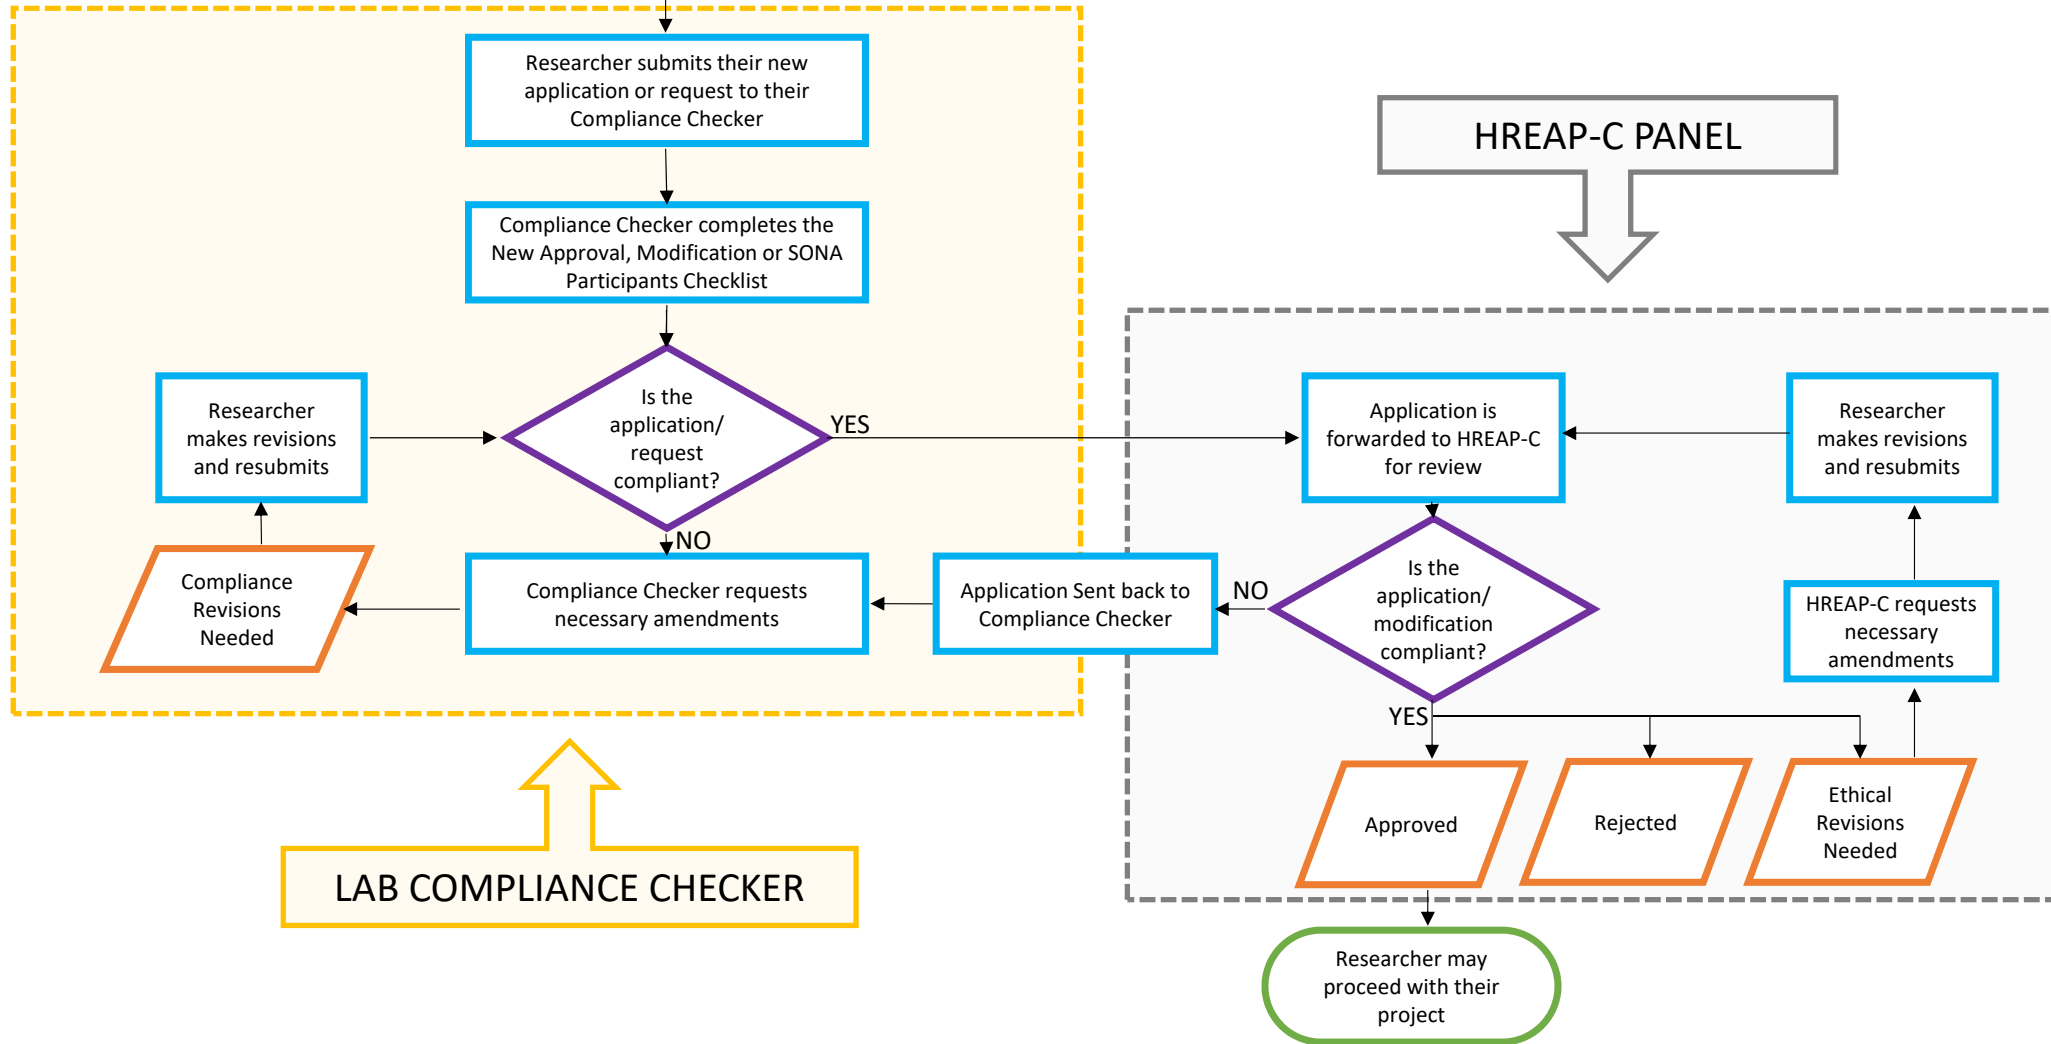 Researcher submits their new
application or request to their
Compliance Checker
HREAP-C PANEL
Compliance Checker completes the
New Approval, Modification or SONA
Participants Checklist
Researcher
makes revisions
and resubmits
Is the
application/
request
compliant?
YES
NO
Application is
forwarded to HREAP-C
for review
Researcher
makes revisions
and resubmits
Compliance
Revisions
Needed
Compliance Checker requests
necessary amendments
Application Sent back to
Compliance Checker
NO
Is the
application/
modification
compliant?
HREAP-C requests
necessary
amendments
YES
Approved
Rejected
Ethical
Revisions
Needed
LAB COMPLIANCE CHECKER
Researcher may
proceed with their
project